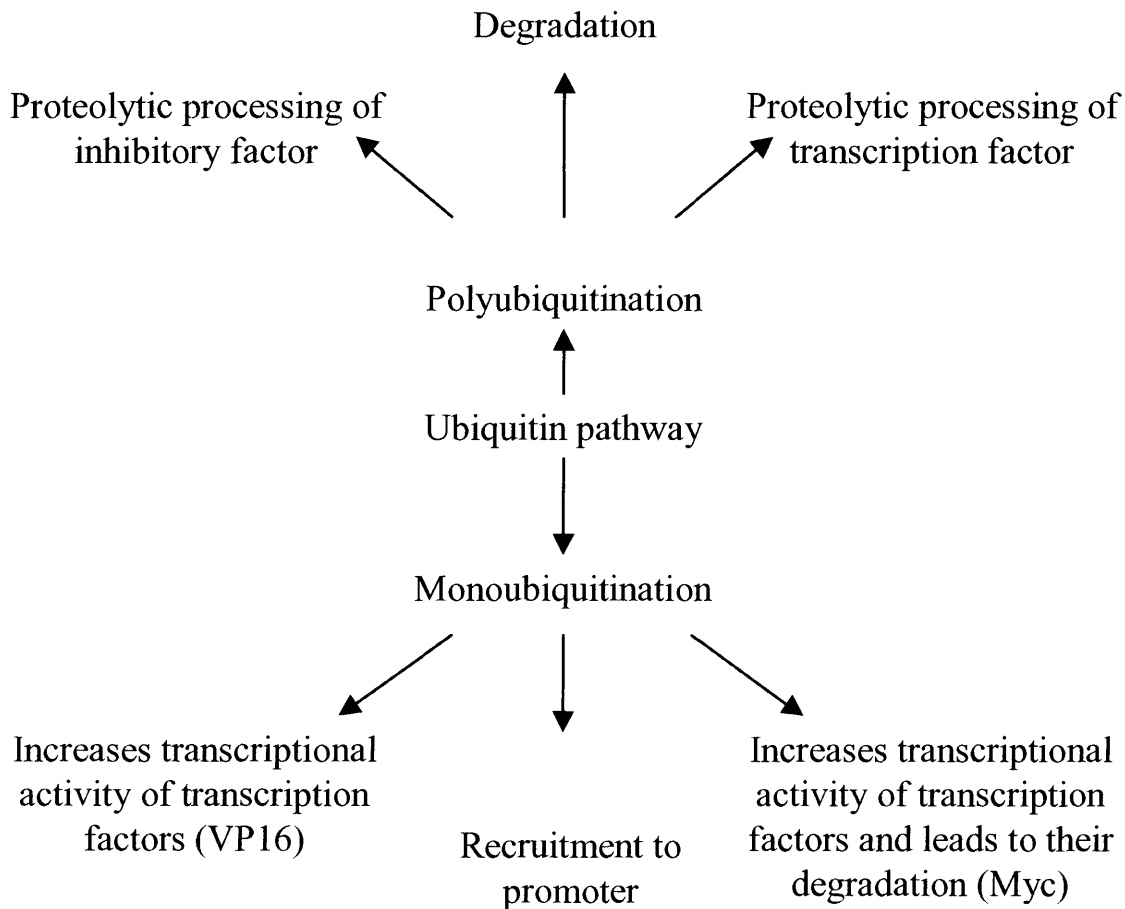 Degradation
Proteolytic processing of
inhibitory factor
Proteolytic processing of
transcription factor
Polyubiquitination
Ubiquitin pathway
Monoubiquitination
Increases transcriptional
activity of transcription
factors (VP16)
Recruitment to
promoter
Increases transcriptional
activity of transcription
factors and leads to their
degradation (Myc)